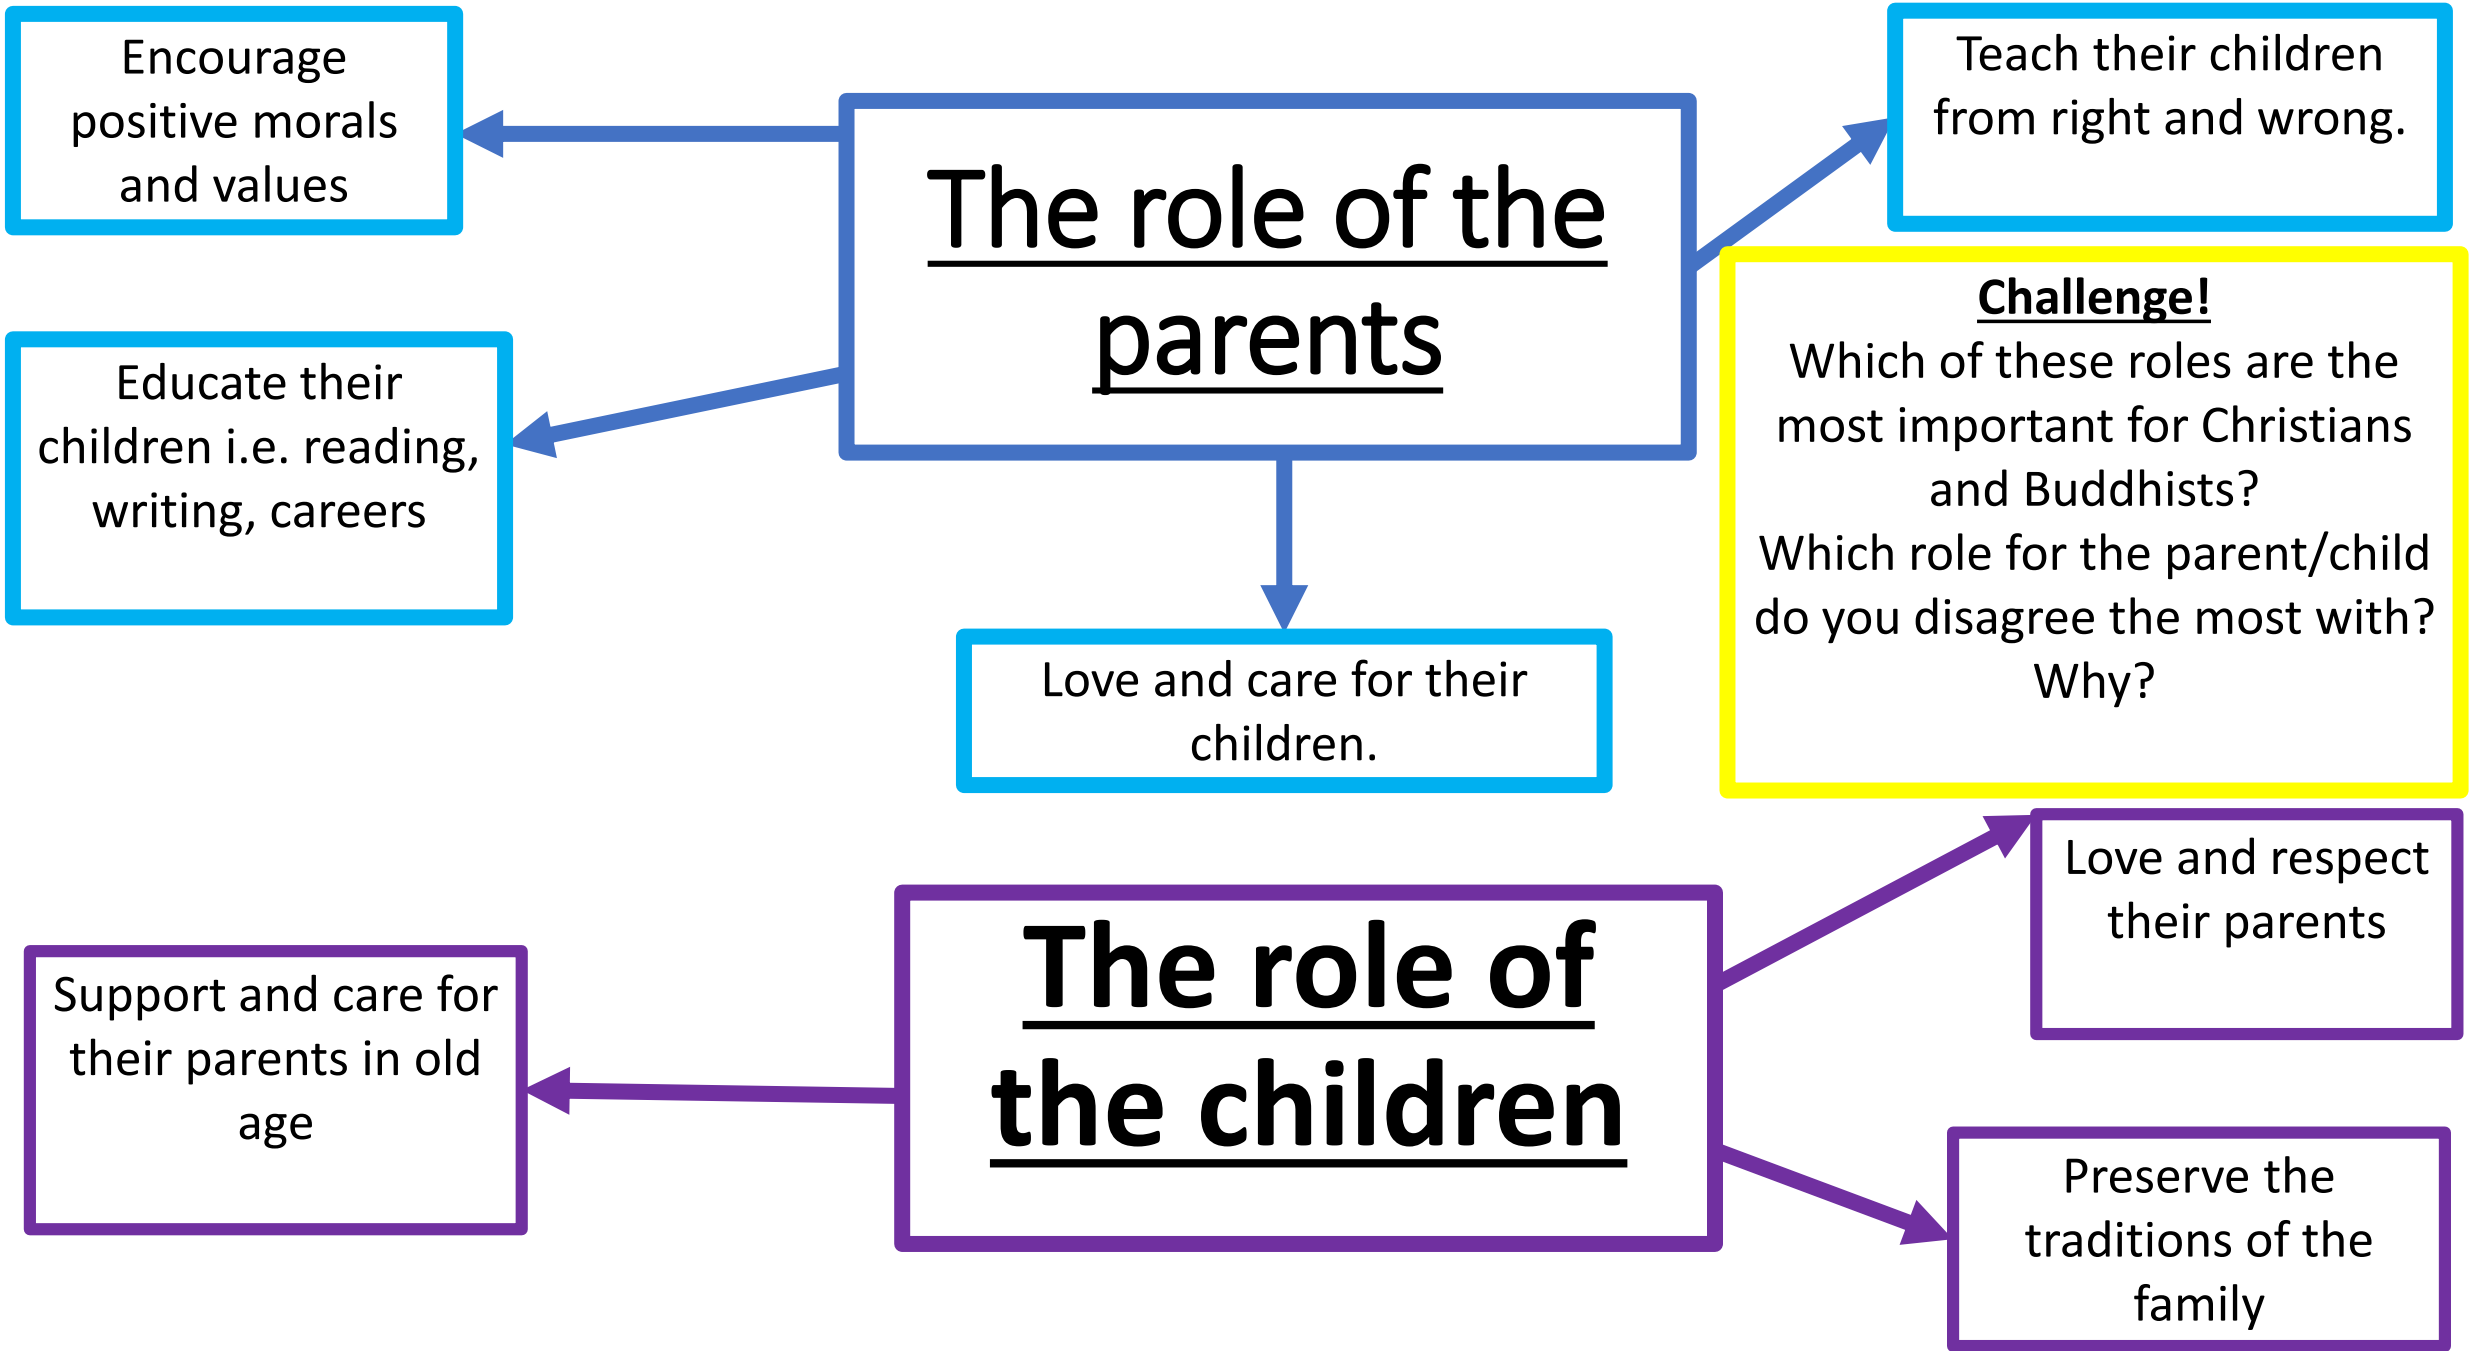 Encourage
positive morals
and values
The role of the
parents
Teach their children
from right and wrong.
Educate their
children i.e. reading,
writing, careers
Challenge!
Which of these roles are the
most important for Christians
and Buddhists?
Which role for the parent/child
do you disagree the most with?
Why?
Love and care for their
children.
The role of
the children
Love and respect
their parents
Support and care for
their parents in old
age
Preserve the
traditions of the
family